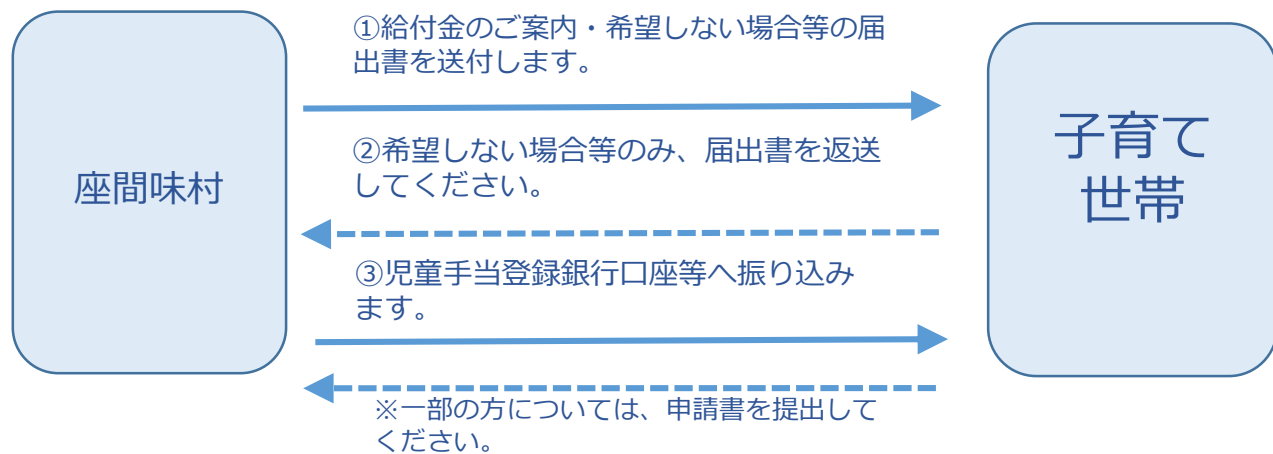 座間味村
①給付金のご案内・希望しない場合等の届
出書を送付します。
②希望しない場合等のみ、届出書を返送
してください。
③児童手当登録銀行口座等へ振り込み
ます。
※一部の方については、申請書を提出して
ください。
子育て
世帯